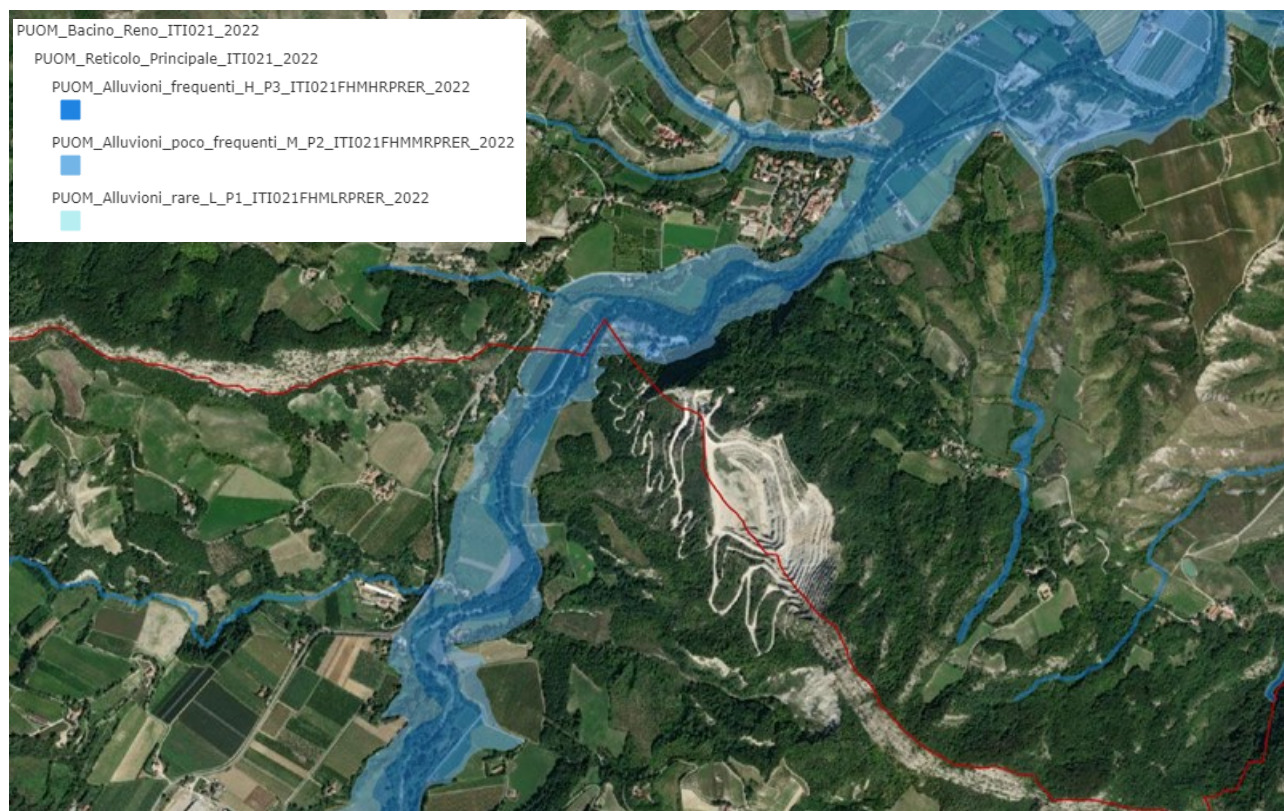 PUOM_Bacino_Reno_ITI021_2022
PUOM_Reticolo_Principale_ITI021_2022
PUOM_Alluvioni_frequenti_H_P3_ITI021FHMHRPRER_2022
PUOM_Alluvioni_poco_frequenti_M_P2_ITI021FHMMRPRER_2022
PUOM_Alluvioni_rare_L_P1_ITI021FHMLRPRER_2022